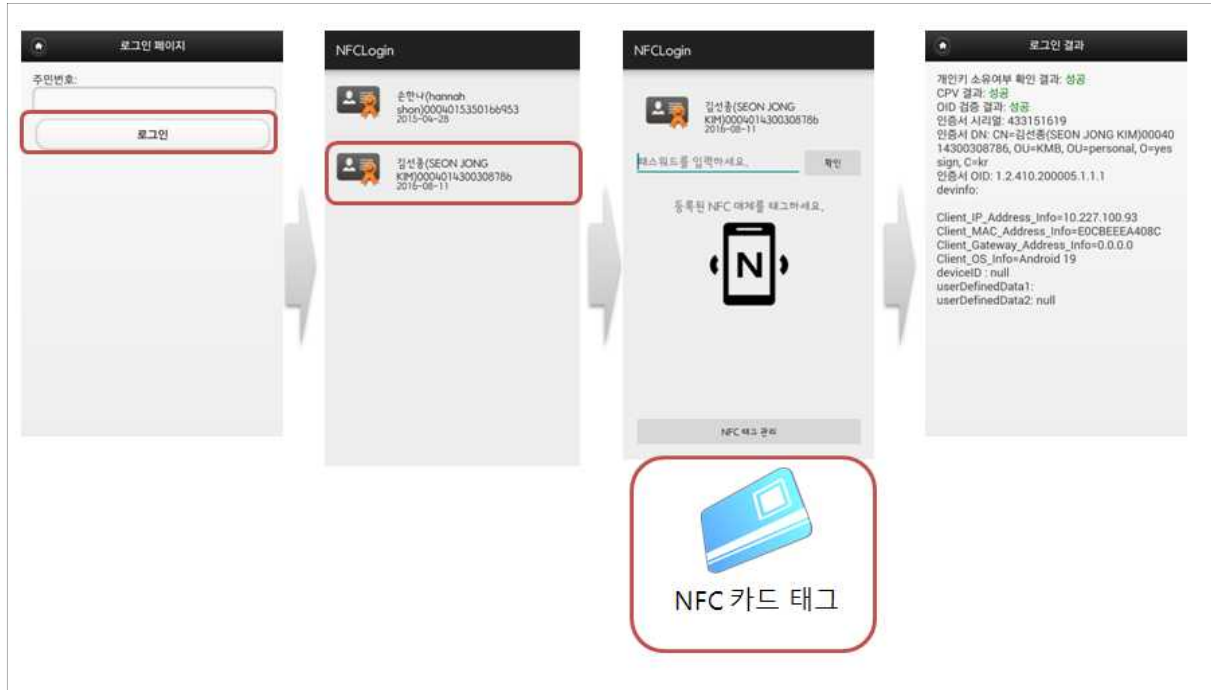 로그인 페이지
주민번호:
로그인
NFCLogin
손한나(hannah
shon)0004015350166953
2015-04-28
김선종(SEON JONG
KIM)0004014300308786
2016-08-11
NFCLogin
김선종(SEON JONG
KIM)0004014300308786
2016-08-11
패스워드를 입력하세요.
확인
등록된 NFC 매체를 태그하세요.
N
NFC 태그 관리
NFC 카드 태그
로그인 결과
개인키 소유여부 확인 결과: 성공
CPV 결과: 성공
OID 검증 결과: 성공
인증서 시리얼: 433151619
인증서 DN: CN=김선종(SEON JONG KIM)00040
14300308786, OU=KMB, OU=personal, O=yes
sign, C=kr
인증서 OID: 1.2.410.200005.1.1.1
devinfo:
Client_IP_Address_Info=10.227.100.93
Client_MAC_Address_Info=E0CBEEEA408C
Client_Gateway_Address_Info=0.0.0.0
Client_OS_Info=Android 19
deviceID : null
userDefinedData1:
userDefinedData2: null